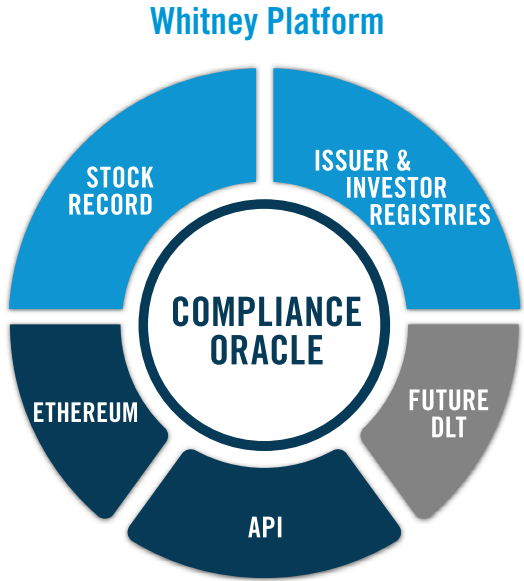 Whitney Platform
STOCK
RECORD
ISSUER &
INVESTOR
REGISTRIES
COMPLIANCE
ORACLE
ETHEREUM
FUTURE
DLT
API